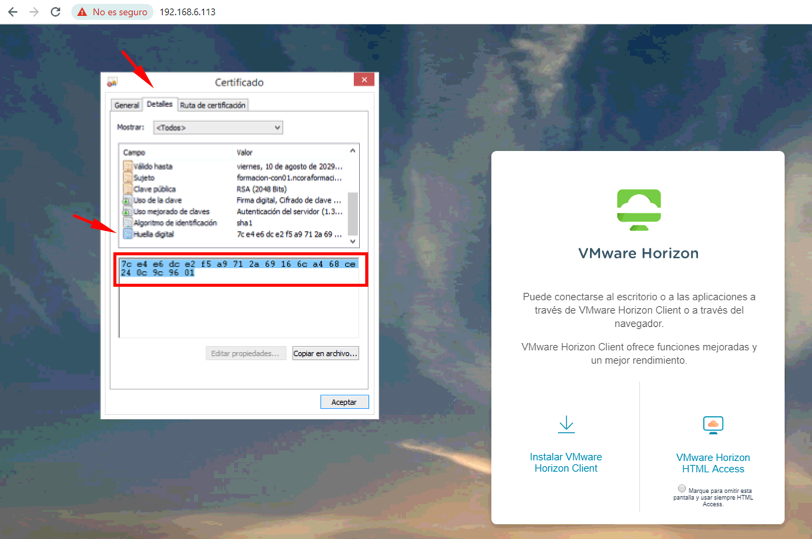 No es seguro
192.168.6.113
Certificado
General
Detalles
Ruta de certificación
Mostrar:
<Todos>
Campo
Valor
Válido hasta
viernes, 10 de agosto de 2029...
Sujeto
formacion-con01.ncoraformaci...
Clave pública
RSA (2048 Bits)
Uso de la clave
Firma digital, Cifrado de clave ...
Uso mejorado de claves
Autenticación del servidor (1.3...
Algoritmo de identificación
sha1
Huella digital
7c e4 e6 dc e2 f5 a9 71 2a 69 ...
7c e4 e6 dc e2 f5 a9 71 2a 69 16 6c a4 68 ce
24 0c 9c 96 01
Editar propiedades...
Copiar en archivo...
Aceptar
VMware Horizon
Puede conectarse al escritorio o a las aplicaciones a
través de VMware Horizon Client o a través del
navegador.
VMware Horizon Client ofrece funciones mejoradas y
un mejor rendimiento.
Instalar VMware
Horizon Client
VMware Horizon
HTML Access
Marque para omitir esta
pantalla y usar siempre HTML
Access.